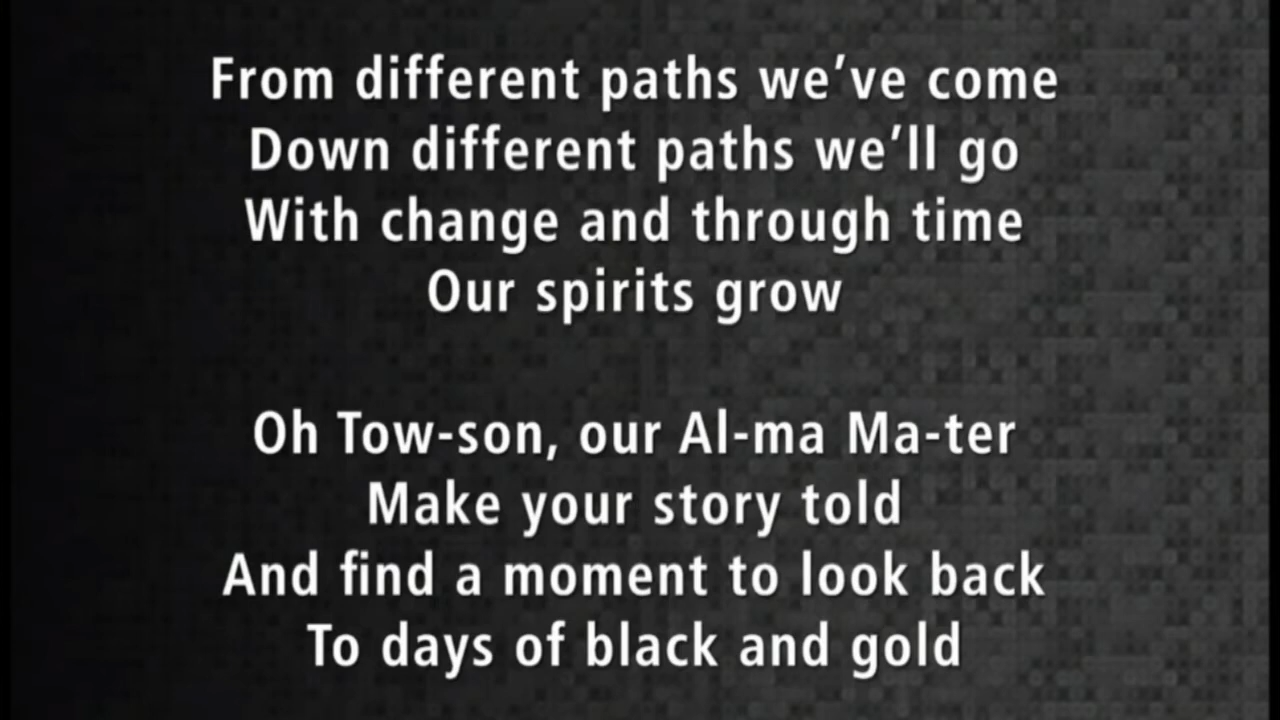 From different paths we’ve come
Down different paths we’ll go
With change and through time
Our spirits grow
Oh Tow-son, our Al-ma Ma-ter
Make your story told
And find a moment to look back
To days of black and gold